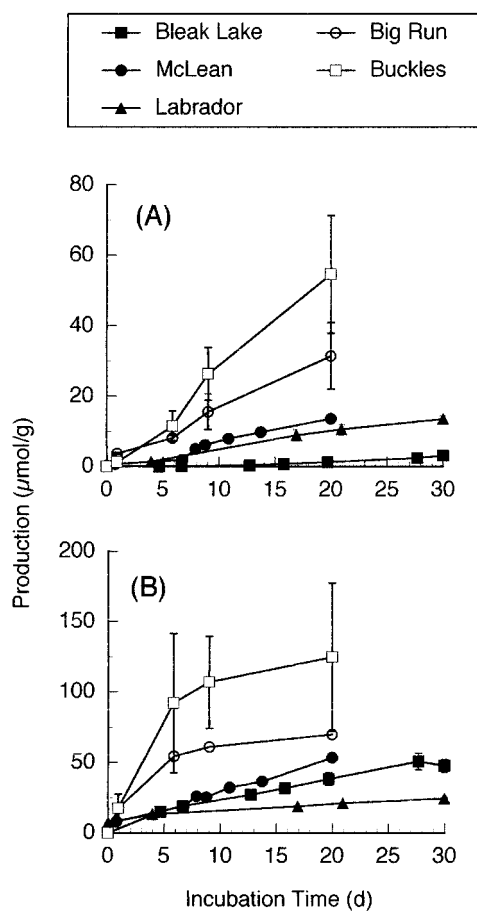 Bleak Lake
Big Run
McLean
Buckles
Labrador
80
(A)
60
40
20
0
0 5 10 15 20 25 30
Production (μmol/g)
200
(B)
150
100
50
0
0 5 10 15 20 25 30
Incubation Time (d)